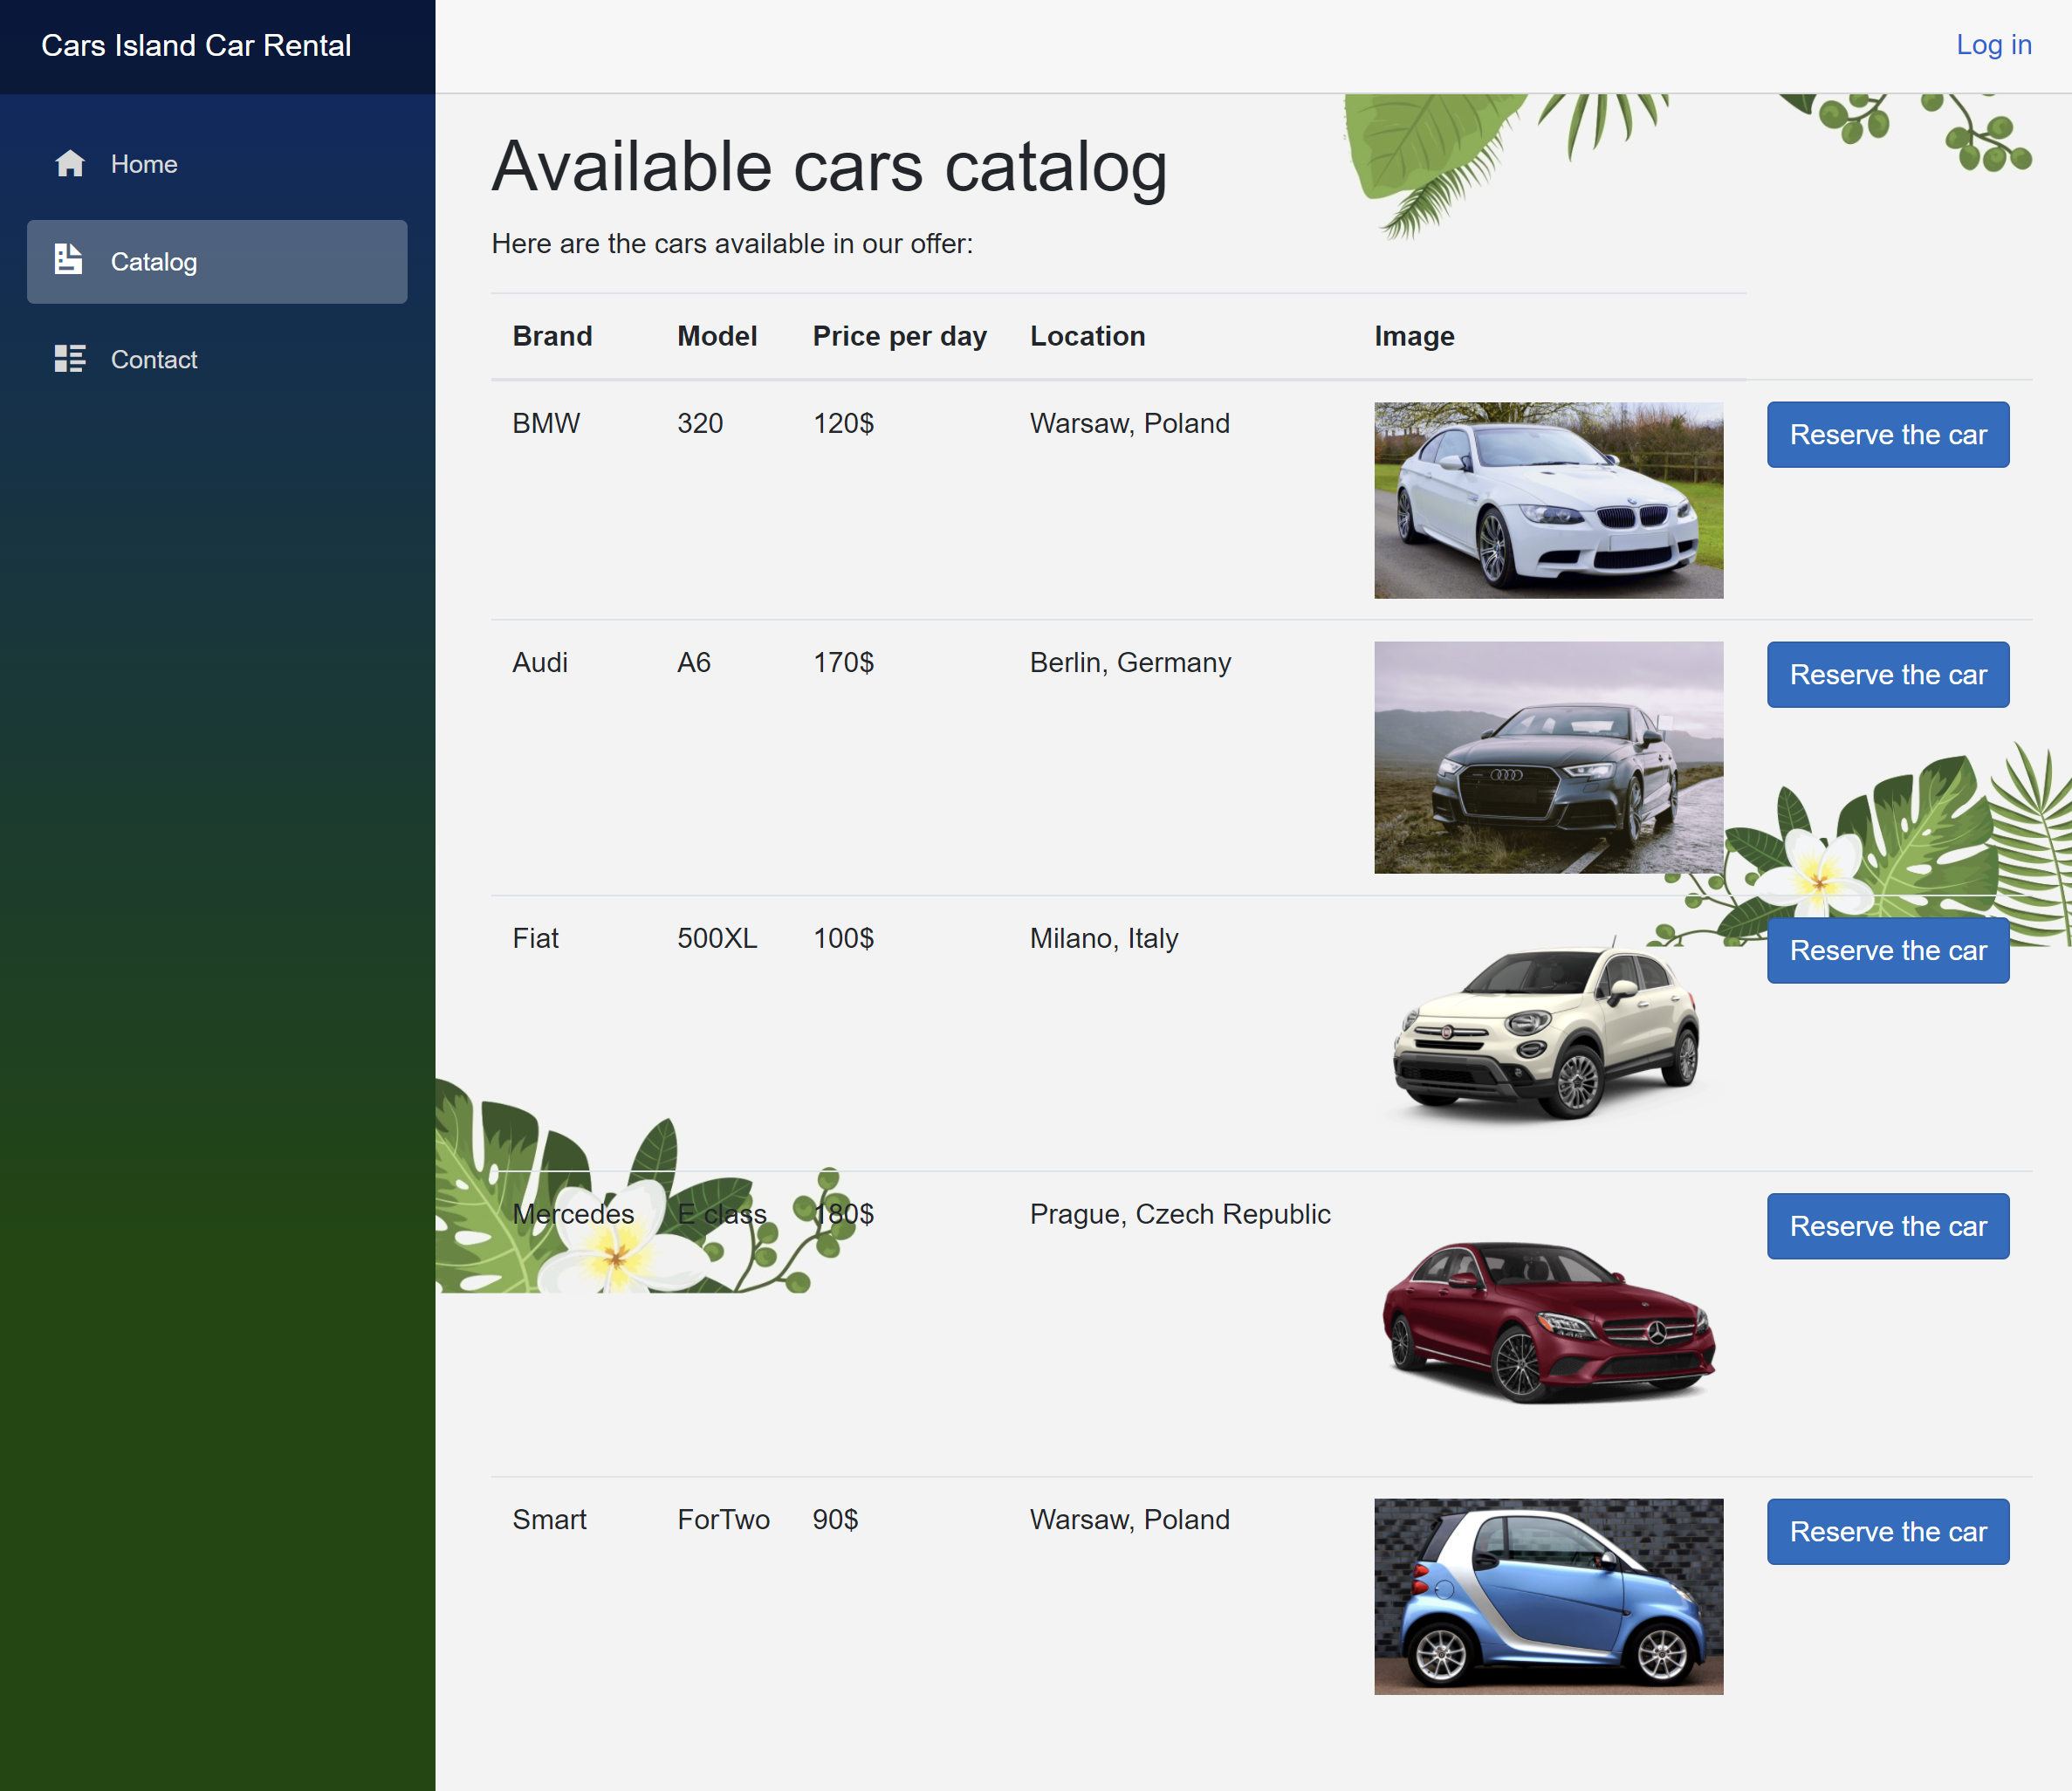 Cars Island Car Rental
Log in
Home
Catalog
Contact
Available cars catalog
Here are the cars available in our offer:
Brand Model Price per day Location Image
BMW 320 120$ Warsaw, Poland Reserve the car
Audi A6 170$ Berlin, Germany Reserve the car
Fiat 500XL 100$ Milano, Italy Reserve the car
Mercedes E class 180$ Prague, Czech Republic Reserve the car
Smart ForTwo 90$ Warsaw, Poland Reserve the car